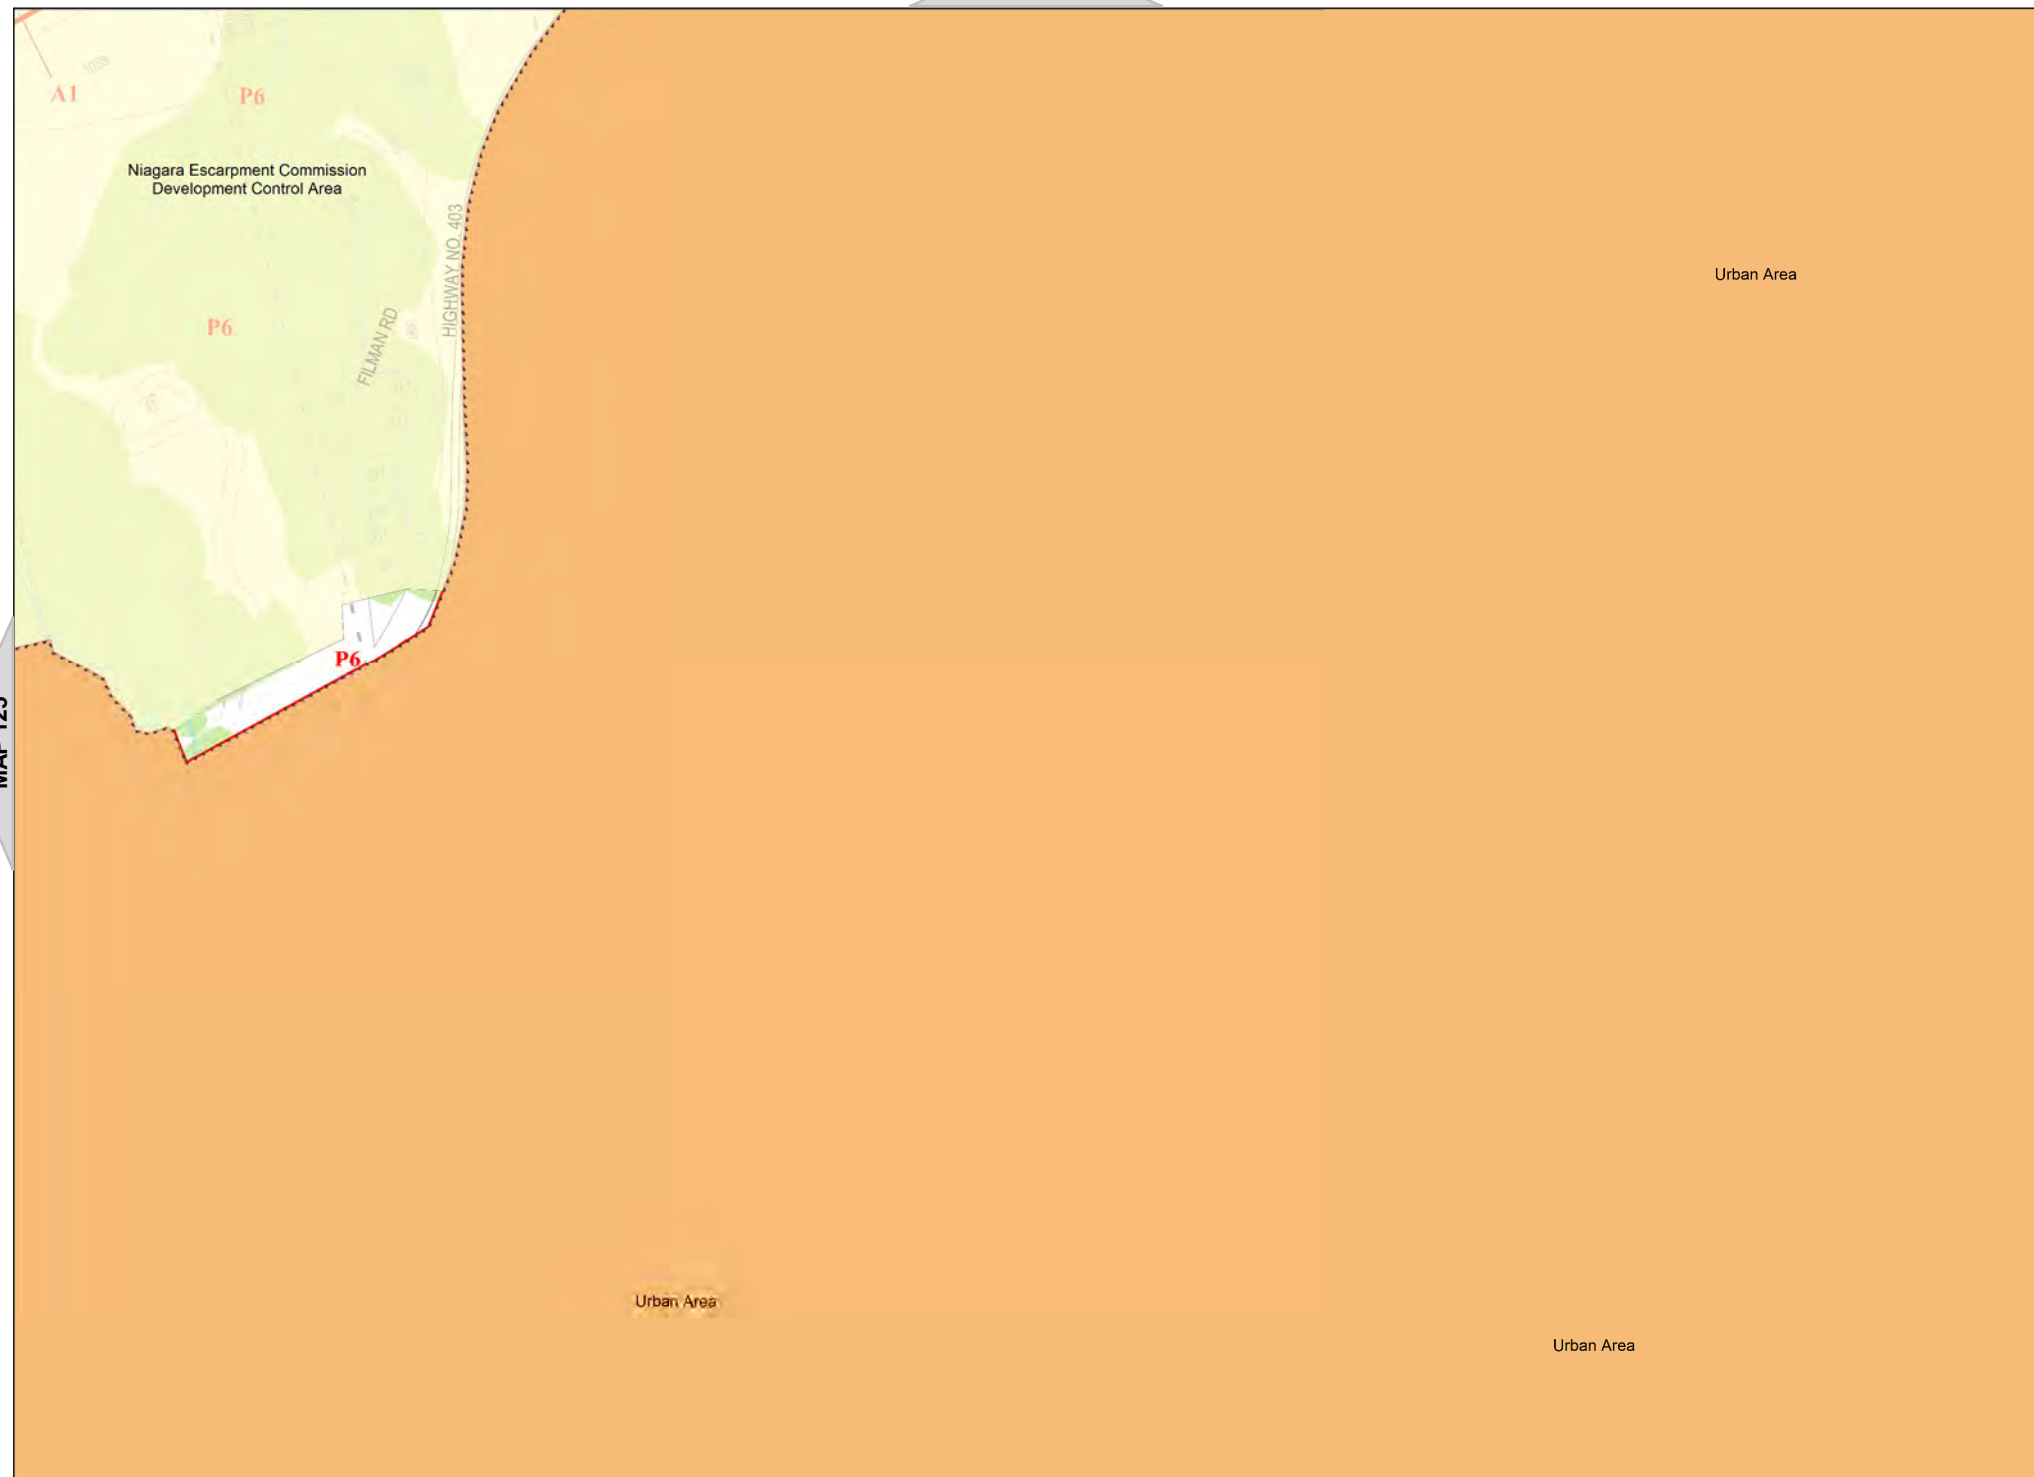 A1
P6
1028
Niagara Escarpment Commission
Development Control Area
HIGHWAY NO. 403
Urban Area
P6
FILMAN RD
P6
Urban Area
Urban Area